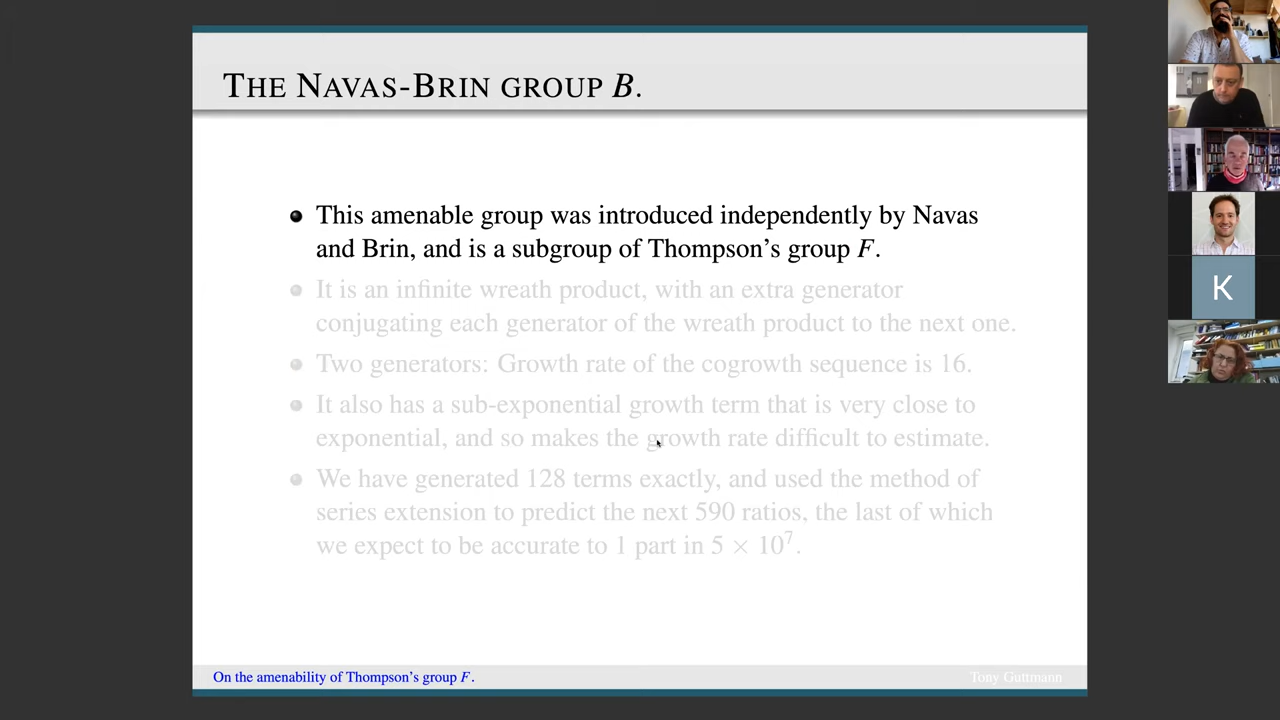 THE NAVAS-BRIN GROUP B.
This amenable group was introduced independently by Navas
and Brin, and is a subgroup of Thompson's group F.
It is an infinite wreath product, with an extra generator
conjugating each generator of the wreath product to the next one.
Two generators: Growth rate of the cogrowth sequence is 16.
It also has a sub-exponential growth term that is very close to
exponential, and so makes the growth rate difficult to estimate.
We have generated 128 terms exactly, and used the method of
series extension to predict the next 590 ratios, the last of which
we expect to be accurate to 1 part in 5 × 10⁷.
On the amenability of Thompson's group F.
Tony Guttmann
K